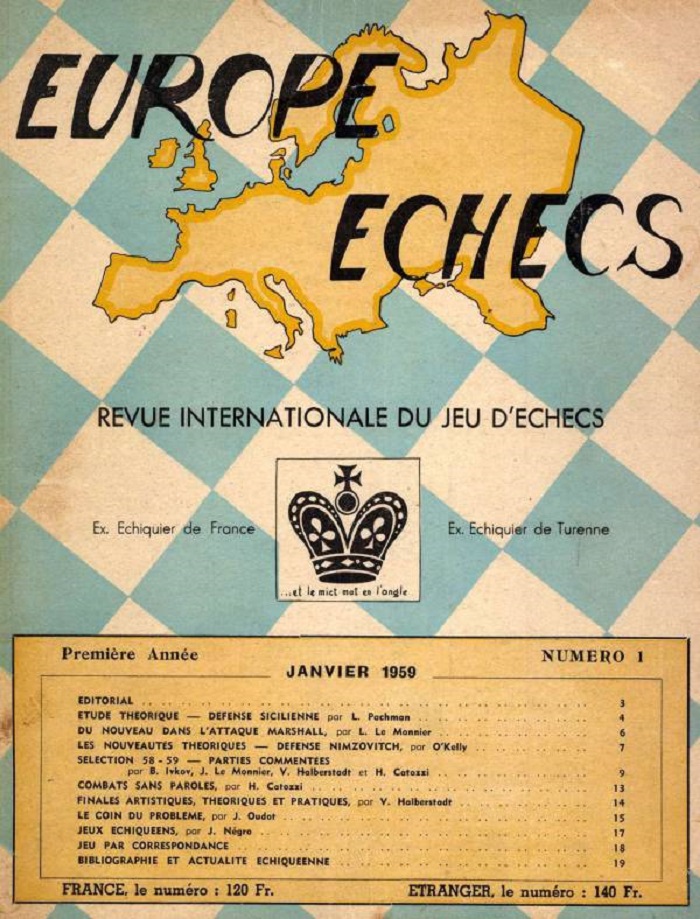 EUROPE
ECHECS
REVUE INTERNATIONALE DU JEU D'ECHECS
Ex. Echiquier de France
Ex. Echiquier de Turenne
...et le mict mat en l'angle
Première Année
NUMERO 1
JANVIER 1959
EDITORIAL 3
ETUDE THEORIQUE — DEFENSE SICILIENNE par L. Pachman 4
DU NOUVEAU DANS L'ATTAQUE MARSHALL, par L. Le Monnier 6
LES NOUVEAUTES THEORIQUES — DEFENSE NIMZOVITCH, par O'Kelly 7
SELECTION 58-59 — PARTIES COMMENTEES
par B. Ivkov, J. Le Monnier, V. Halberstadt et H. Catozzi 9
COMBATS SANS PAROLES, par H. Catozzi 13
FINALES ARTISTIQUES, THEORIQUES ET PRATIQUES, par V. Halberstadt 14
LE COIN DU PROBLEME, par J. Oudot 15
JEUX ECHIQUEENS, par J. Négro 17
JEU PAR CORRESPONDANCE 18
BIBLIOGRAPHIE ET ACTUALITE ECHIQUEENNE 19
FRANCE, le numéro : 120 Fr.
ETRANGER, le numéro : 140 Fr.